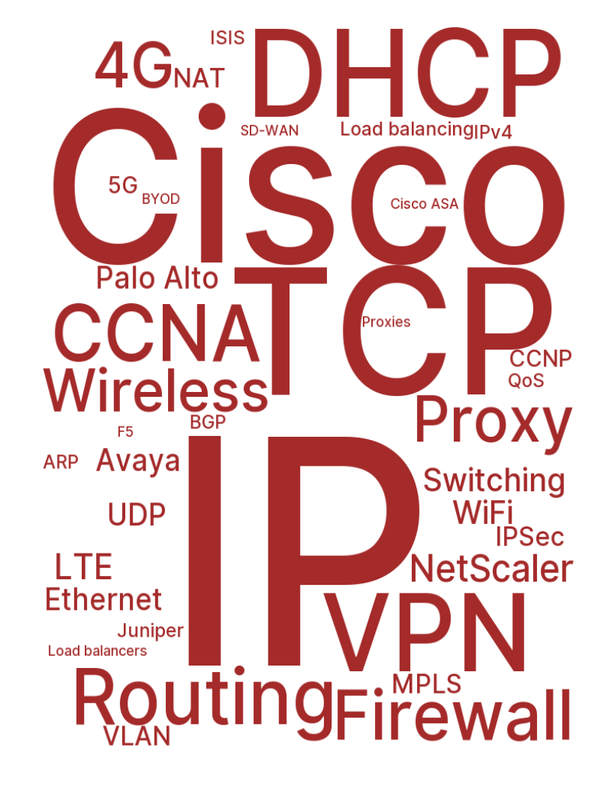 ISIS
4G
NAT
DHCP
SD-WAN
Load balancing
IPv4
Cisco
5G
BYOD
Cisco ASA
Palo Alto
TCP
CCNA
Proxies
CCNP
QoS
Wireless
Proxy
BGP
F5
ARP
Avaya
IP
Switching
UDP
WiFi
IPSec
LTE
NetScaler
Ethernet
VPN
Juniper
Load balancers
Routing
MPLS
Firewall
VLAN